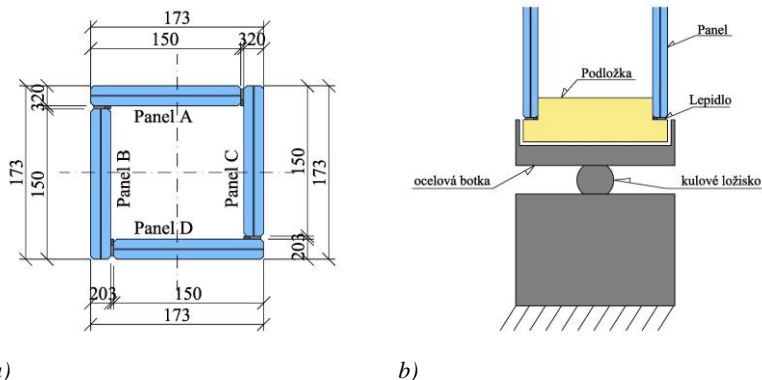 173
150
320
320
173
150
Panel A
Panel B
Panel C
Panel D
150
173
203
203
150
173
a)
Panel
Podložka
Lepidlo
ocelová botka
kulové ložisko
b)